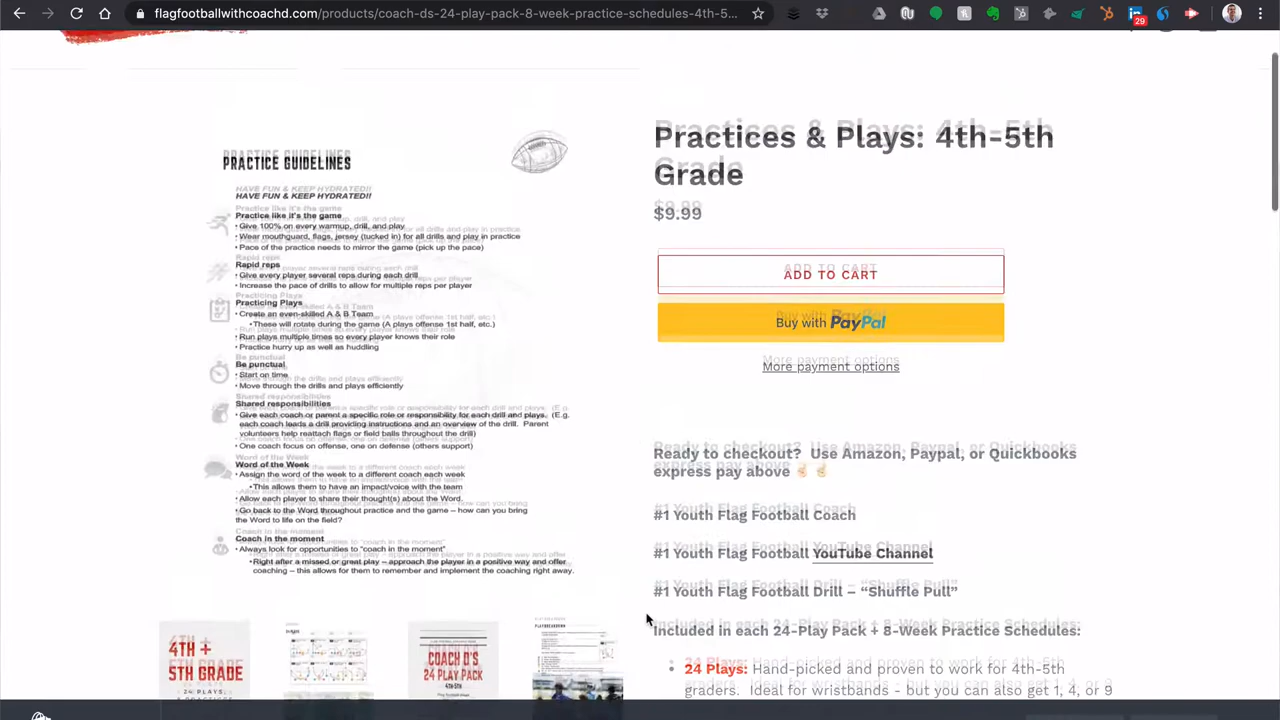 flagfootballwithcoachd.com/products/coach-ds-24-play-pack-8-week-practice-schedules-4th-5...
29
PRACTICE GUIDELINES
HAVE FUN & KEEP HYDRATED!!
Practice like it's the game
• Give 100% on every warmup, drill, and play
• Wear mouthguard, flags, jersey (tucked in) for all drills and play in practice
• Pace of the practice needs to mirror the game (pick up the pace)
Rapid reps
• Give every player several reps during each drill
• Increase the pace of drills to allow for multiple reps per player
Practicing Plays
• Create an even-skilled A & B Team
• These will rotate during the game (A plays offense 1st half, etc.)
• Run plays multiple times so every player knows their role
• Practice hurry up as well as huddling
Be punctual
• Start on time
• Move through the drills and plays efficiently
Shared responsibilities
• Give each coach or parent a specific role or responsibility for each drill and plays. (E.g.
each coach leads a drill providing instructions and an overview of the drill. Parent
volunteers help reattach flags or field balls throughout the drill)
• One coach focus on offense, one on defense (others support)
Word of the Week
• Assign the word of the week to a different coach each week
• This allows them to have an impact/voice with the team
• Allow each player to share their thought(s) about the Word.
• Go back to the Word throughout practice and the game – how can you bring
the Word to life on the field?
Coach in the moment
• Always look for opportunities to "coach in the moment"
• Right after a missed or great play – approach the player in a positive way and offer
coaching – this allows for them to remember and implement the coaching right away.
4TH +
5TH GRADE
24 PLAYS,
COACH D'S
24 PLAY PACK
4TH-5TH
Practices & Plays: 4th-5th
Grade
$9.99
ADD TO CART
Buy with PayPal
More payment options
Ready to checkout? Use Amazon, Paypal, or Quickbooks
express pay above
#1 Youth Flag Football Coach
#1 Youth Flag Football YouTube Channel
#1 Youth Flag Football Drill – “Shuffle Pull”
Included in each 24-Play Pack + 8-Week Practice Schedules:
• 24 Plays: Hand-picked and proven to work for 4th-5th
graders. Ideal for wristbands - but you can also get 1, 4, or 9